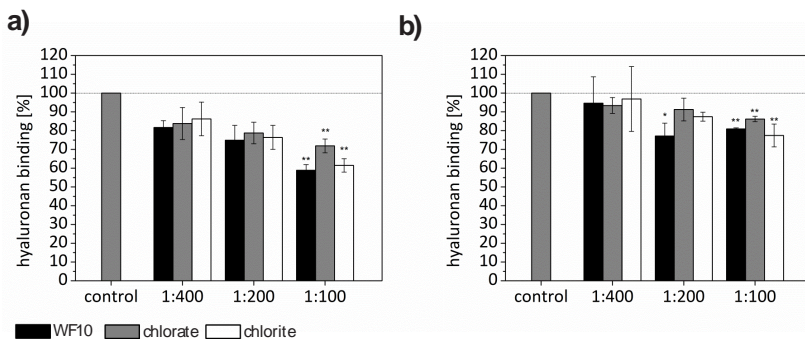 a)
hyaluronan binding [%]
120
110
100
90
80
70
60
50
40
30
20
10
0
** ** **
control 1:400 1:200 1:100
b)
hyaluronan binding [%]
120
110
100
90
80
70
60
50
40
30
20
10
0
* ** ** **
control 1:400 1:200 1:100
WF10 chlorate chlorite